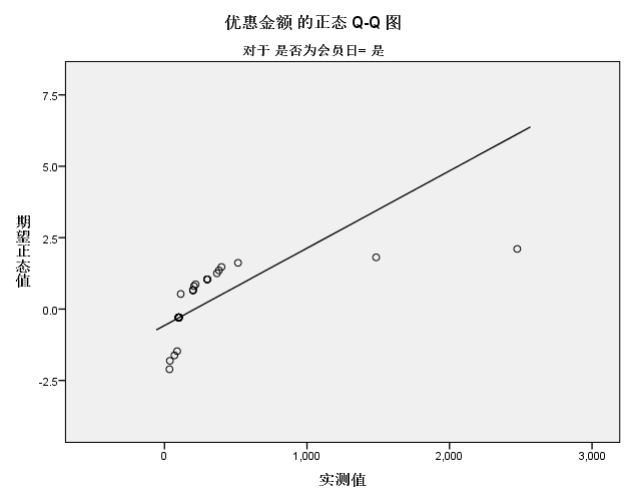 优惠金额 的正态 Q-Q 图
对于 是否为会员日= 是
期望正态值
7.5
5.0
2.5
0.0
-2.5
0
1,000
2,000
3,000
实测值